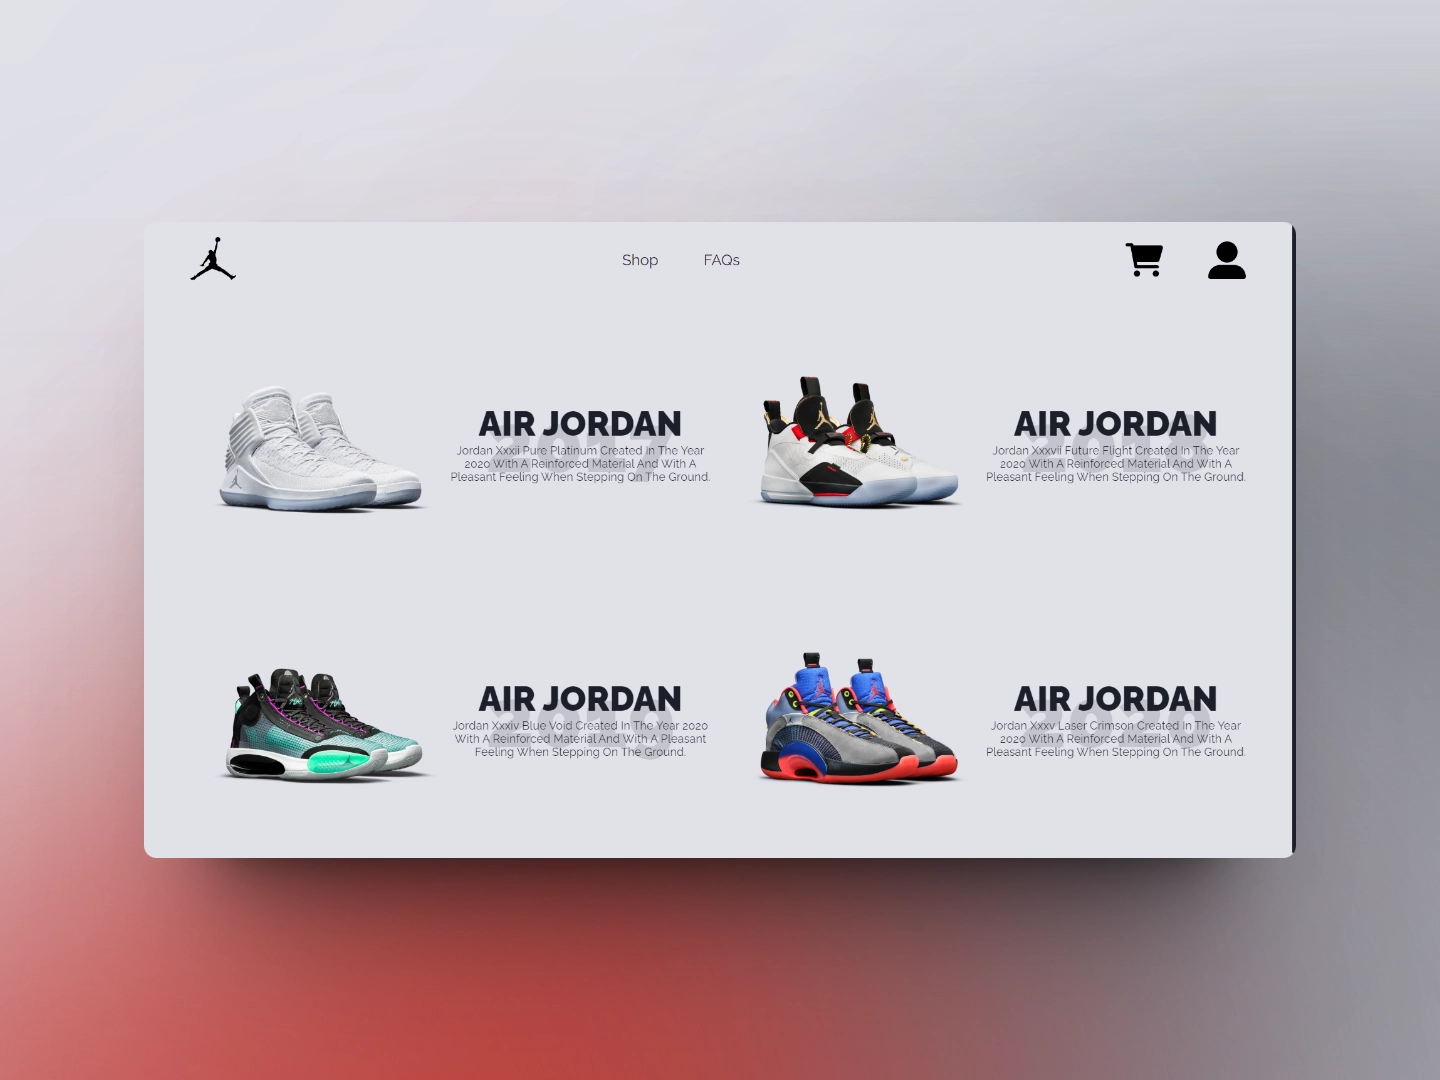 Shop FAQs
AIR JORDAN
2017
Jordan Xxxii Pure Platinum Created In The Year
2020 With A Reinforced Material And With A
Pleasant Feeling When Stepping On The Ground.
AIR JORDAN
Jordan Xxxvii Future Flight Created In The Year
2020 With A Reinforced Material And With A
Pleasant Feeling When Stepping On The Ground.
AIR JORDAN
Jordan Xxxiv Blue Void Created In The Year 2020
With A Reinforced Material And With A Pleasant
Feeling When Stepping On The Ground.
AIR JORDAN
Jordan Xxxv Laser Crimson Created In The Year
2020 With A Reinforced Material And With A
Pleasant Feeling When Stepping On The Ground.